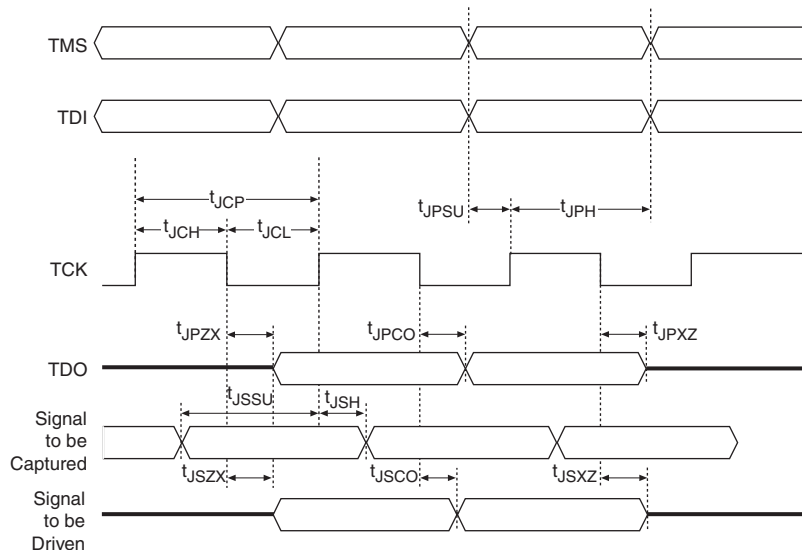 TMS
TDI
tJCP
tJPSU
tJPH
tJCH
tJCL
TCK
tJPZX
tJPCO
tJPXZ
TDO
tJSSU
tJSH
Signal
to be
Captured
tJSZX
tJSCO
tJSXZ
Signal
to be
Driven